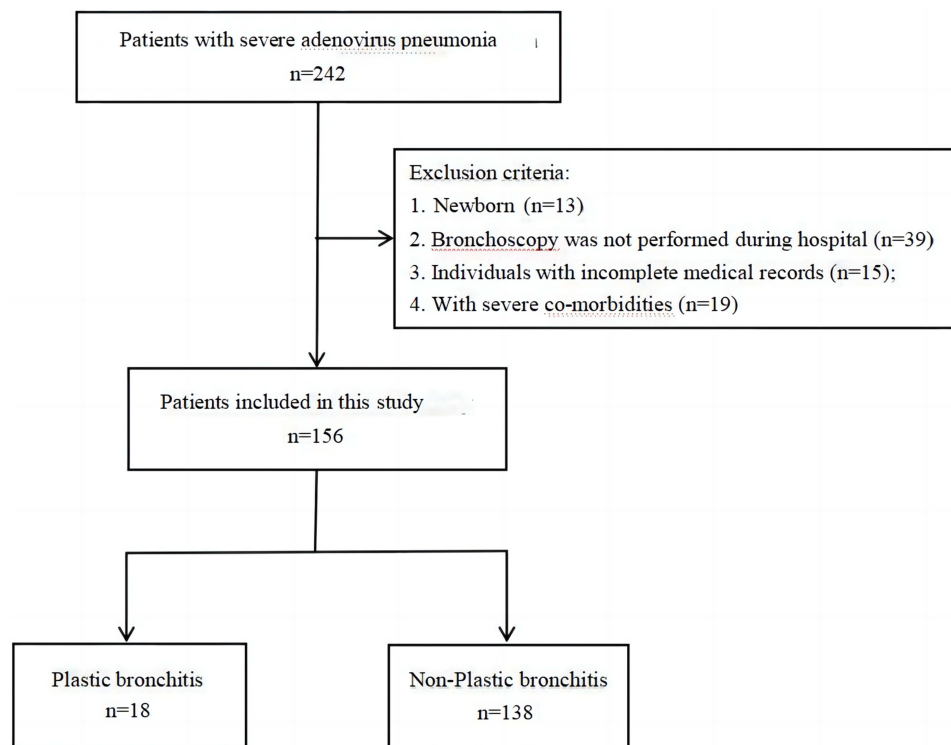 Patients with severe adenovirus pneumonia
n=242
Exclusion criteria:
1. Newborn (n=13)
2. Bronchoscopy was not performed during hospital (n=39)
3. Individuals with incomplete medical records (n=15);
4. With severe co-morbidities (n=19)
Patients included in this study
n=156
Plastic bronchitis
n=18
Non-Plastic bronchitis
n=138